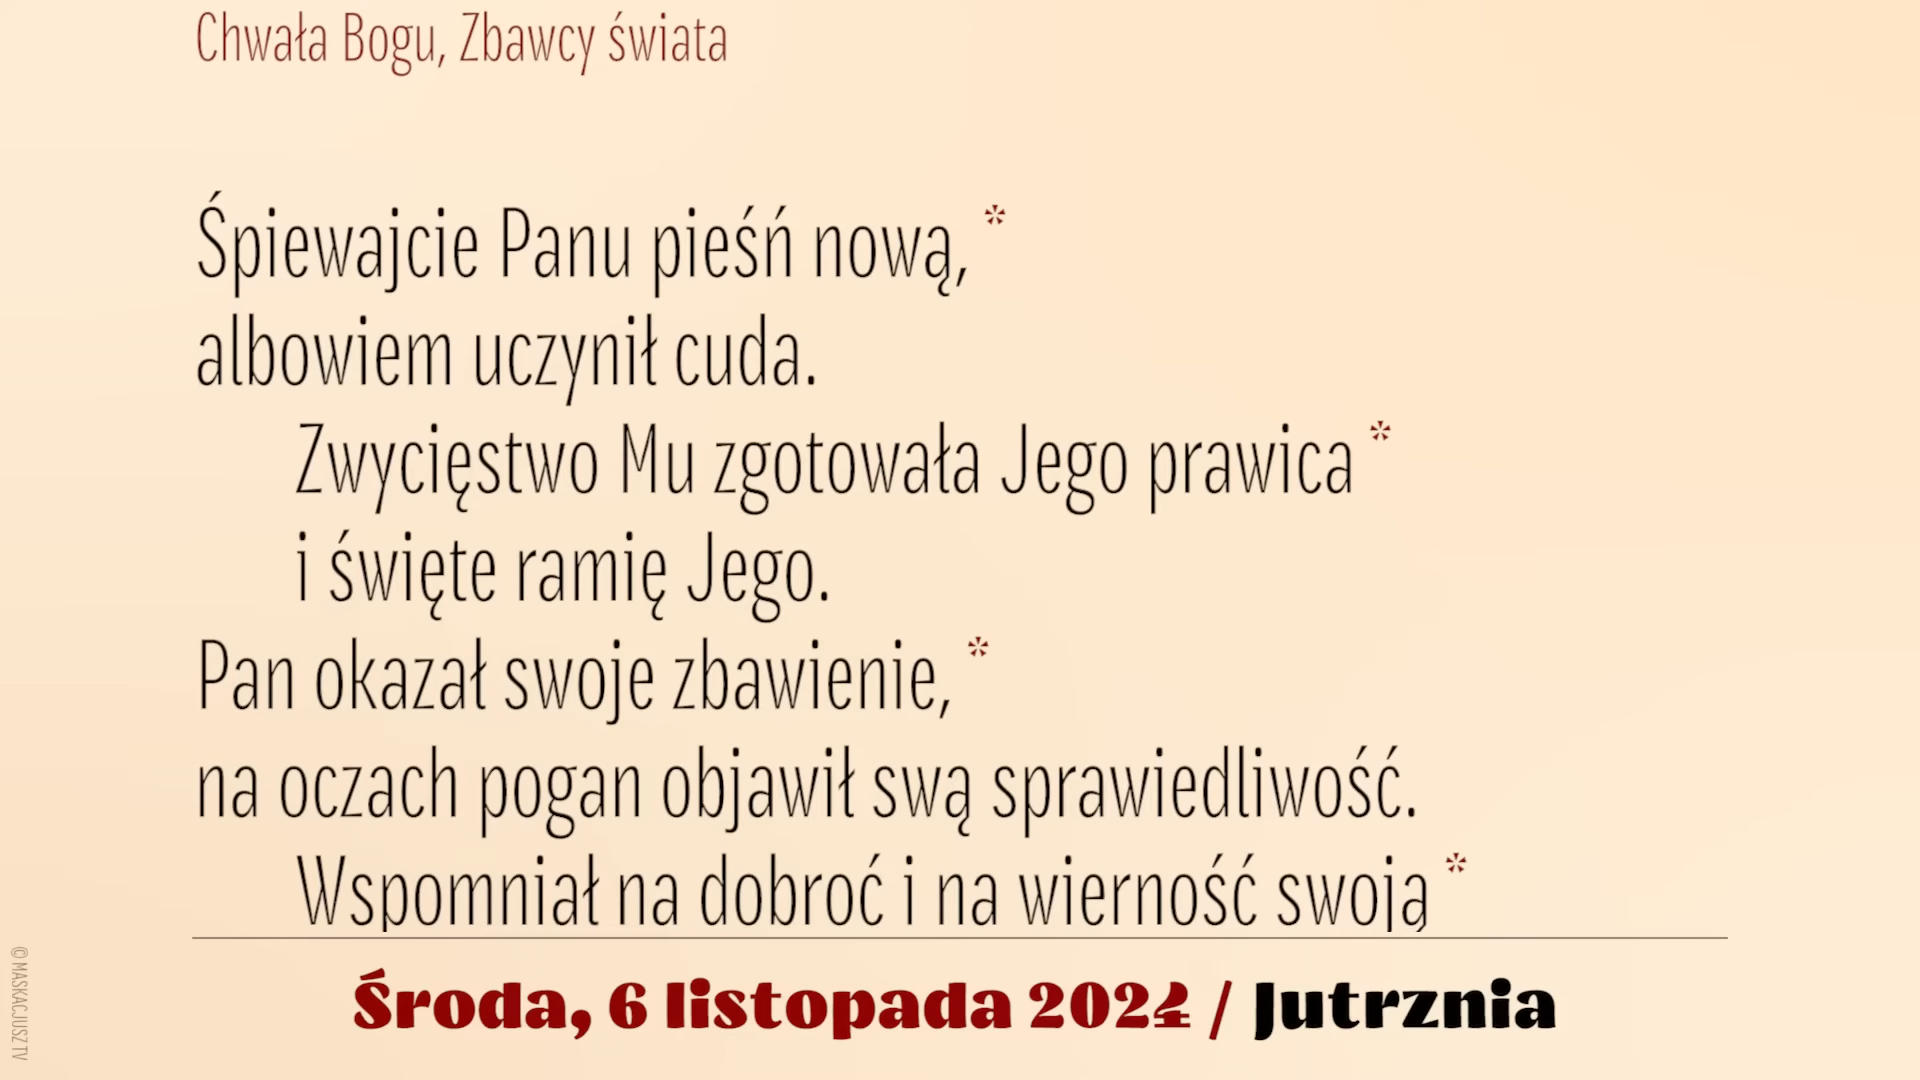 Chwała Bogu, Zbawcy świata
Śpiewajcie Panu pieśń nową, *
albowiem uczynił cuda.
Zwycięstwo Mu zgotowała Jego prawica *
i święte ramię Jego.
Pan okazał swoje zbawienie, *
na oczach pogan objawił swą sprawiedliwość.
Wspomniał na dobroć i na wierność swoją *
Środa, 6 listopada 2024 / Jutrznia
© MASKACJUSZ TV